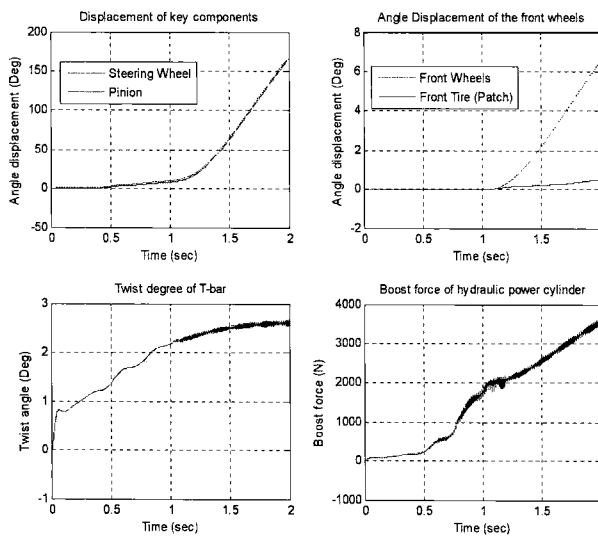 Displacement of key components
200
150
100
50
0
-50
0
0.5
1
1.5
2
Angle displacement (Deg)
Time (sec)
Steering Wheel
Pinion
Angle Displacement of the front wheels
8
6
4
2
0
-2
0
0.5
1
1.5
2
Angle displacement (Deg)
Time (sec)
Front Wheels
Front Tire (Patch)
Twist degree of T-bar
3
2
1
0
-1
0
0.5
1
1.5
2
Twist angle (Deg)
Time (sec)
Boost force of hydraulic power cylinder
4000
3000
2000
1000
0
-1000
0
0.5
1
1.5
2
Boost force (N)
Time (sec)